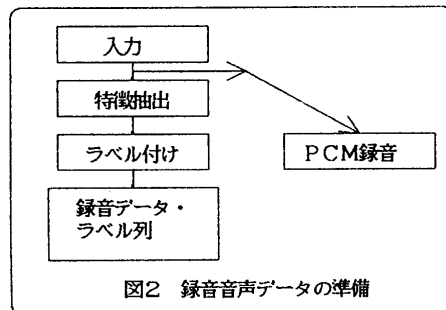 入力
特徴抽出
ラベル付け
PCM録音
録音データ・
ラベル列
図2 録音音声データの準備